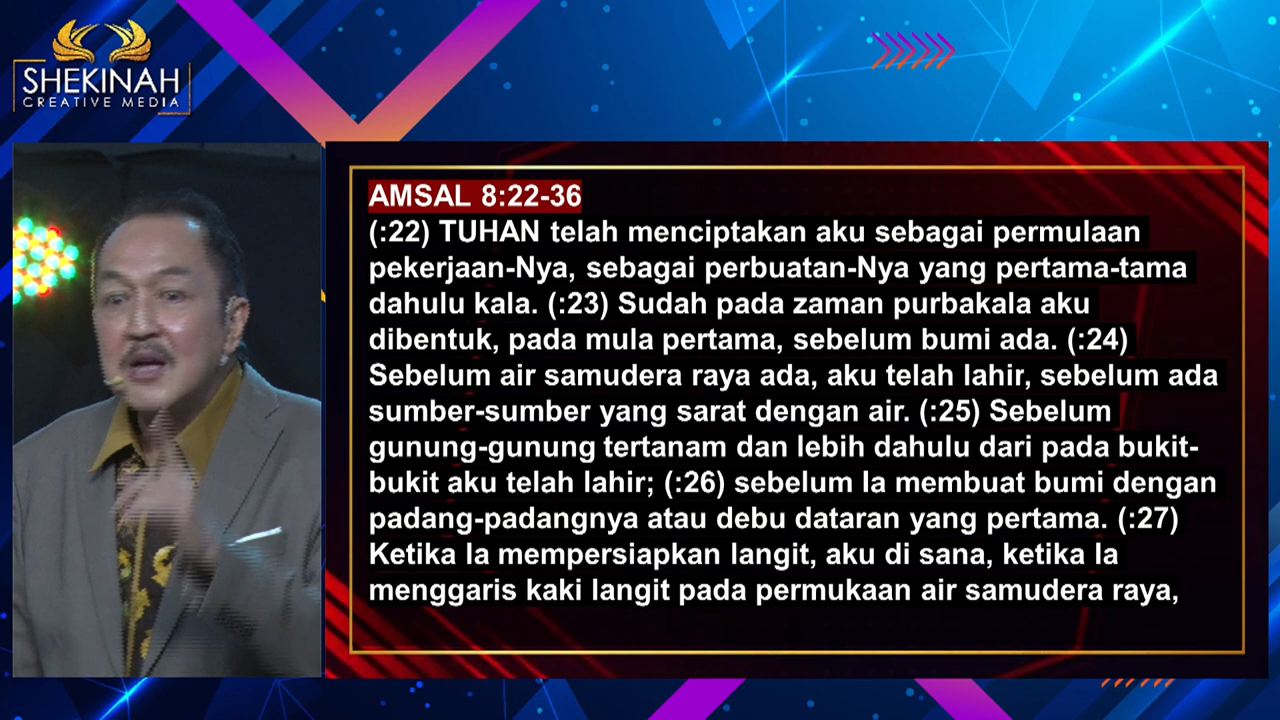 SHEKINAH
CREATIVE MEDIA
AMSAL 8:22-36
(:22) TUHAN telah menciptakan aku sebagai permulaan
pekerjaan-Nya, sebagai perbuatan-Nya yang pertama-tama
dahulu kala. (:23) Sudah pada zaman purbakala aku
dibentuk, pada mula pertama, sebelum bumi ada. (:24)
Sebelum air samudera raya ada, aku telah lahir, sebelum ada
sumber-sumber yang sarat dengan air. (:25) Sebelum
gunung-gunung tertanam dan lebih dahulu dari pada bukit-
bukit aku telah lahir; (:26) sebelum Ia membuat bumi dengan
padang-padangnya atau debu dataran yang pertama. (:27)
Ketika Ia mempersiapkan langit, aku di sana, ketika Ia
menggaris kaki langit pada permukaan air samudera raya,